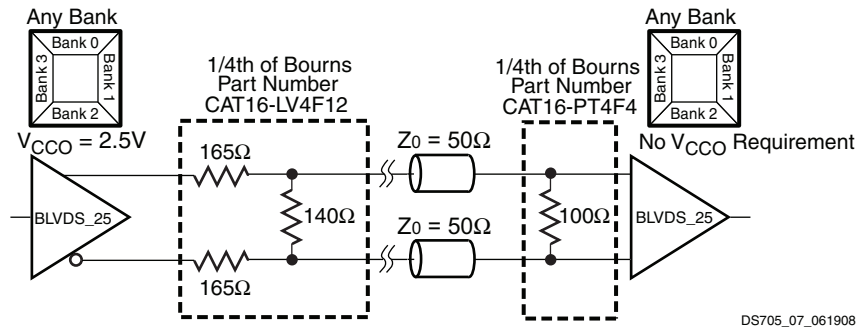 Any Bank
Bank 0
Bank 3
Bank 1
Bank 2
V_CCO = 2.5V
BLVDS_25
1/4th of Bourns
Part Number
CAT16-LV4F12
165Ω
140Ω
165Ω
Z0 = 50Ω
Z0 = 50Ω
1/4th of Bourns
Part Number
CAT16-PT4F4
100Ω
Any Bank
Bank 0
Bank 3
Bank 1
Bank 2
No V_CCO Requirement
BLVDS_25
DS705_07_061908